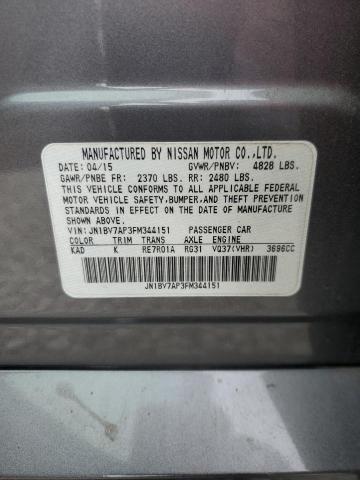 MANUFACTURED BY NISSAN MOTOR CO.,LTD.
DATE: 04/15 GVWR/PNBV: 4828 LBS.
GAWR/PNBE FR: 2370 LBS. RR: 2480 LBS.
THIS VEHICLE CONFORMS TO ALL APPLICABLE FEDERAL
MOTOR VEHICLE SAFETY,BUMPER,AND THEFT PREVENTION
STANDARDS IN EFFECT ON THE DATE OF MANUFACTURE
SHOWN ABOVE.
VIN: JN1BV7AP3FM344151 PASSENGER CAR
COLOR TRIM TRANS AXLE ENGINE
KAD K RE7R01A RG31 VQ37(VHR) 3696CC
JN1BV7AP3FM344151